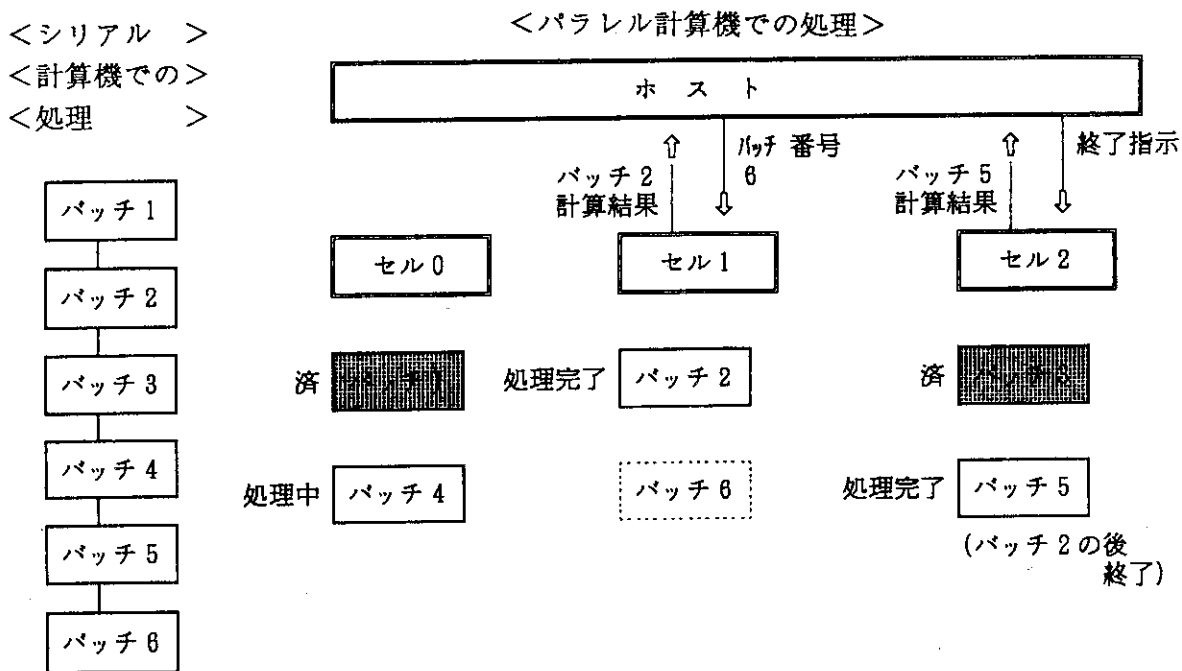 <シリアル　>
<計算機での>
<処理　　>
バッチ1
バッチ2
バッチ3
バッチ4
バッチ5
バッチ6
<パラレル計算機での処理>
ホスト
バッチ2
計算結果
バッチ 番号
6
バッチ5
計算結果
終了指示
セル0
セル1
セル2
済
処理完了
バッチ2
済
処理中
バッチ4
バッチ6
処理完了
バッチ5
(バッチ2の後
終了)